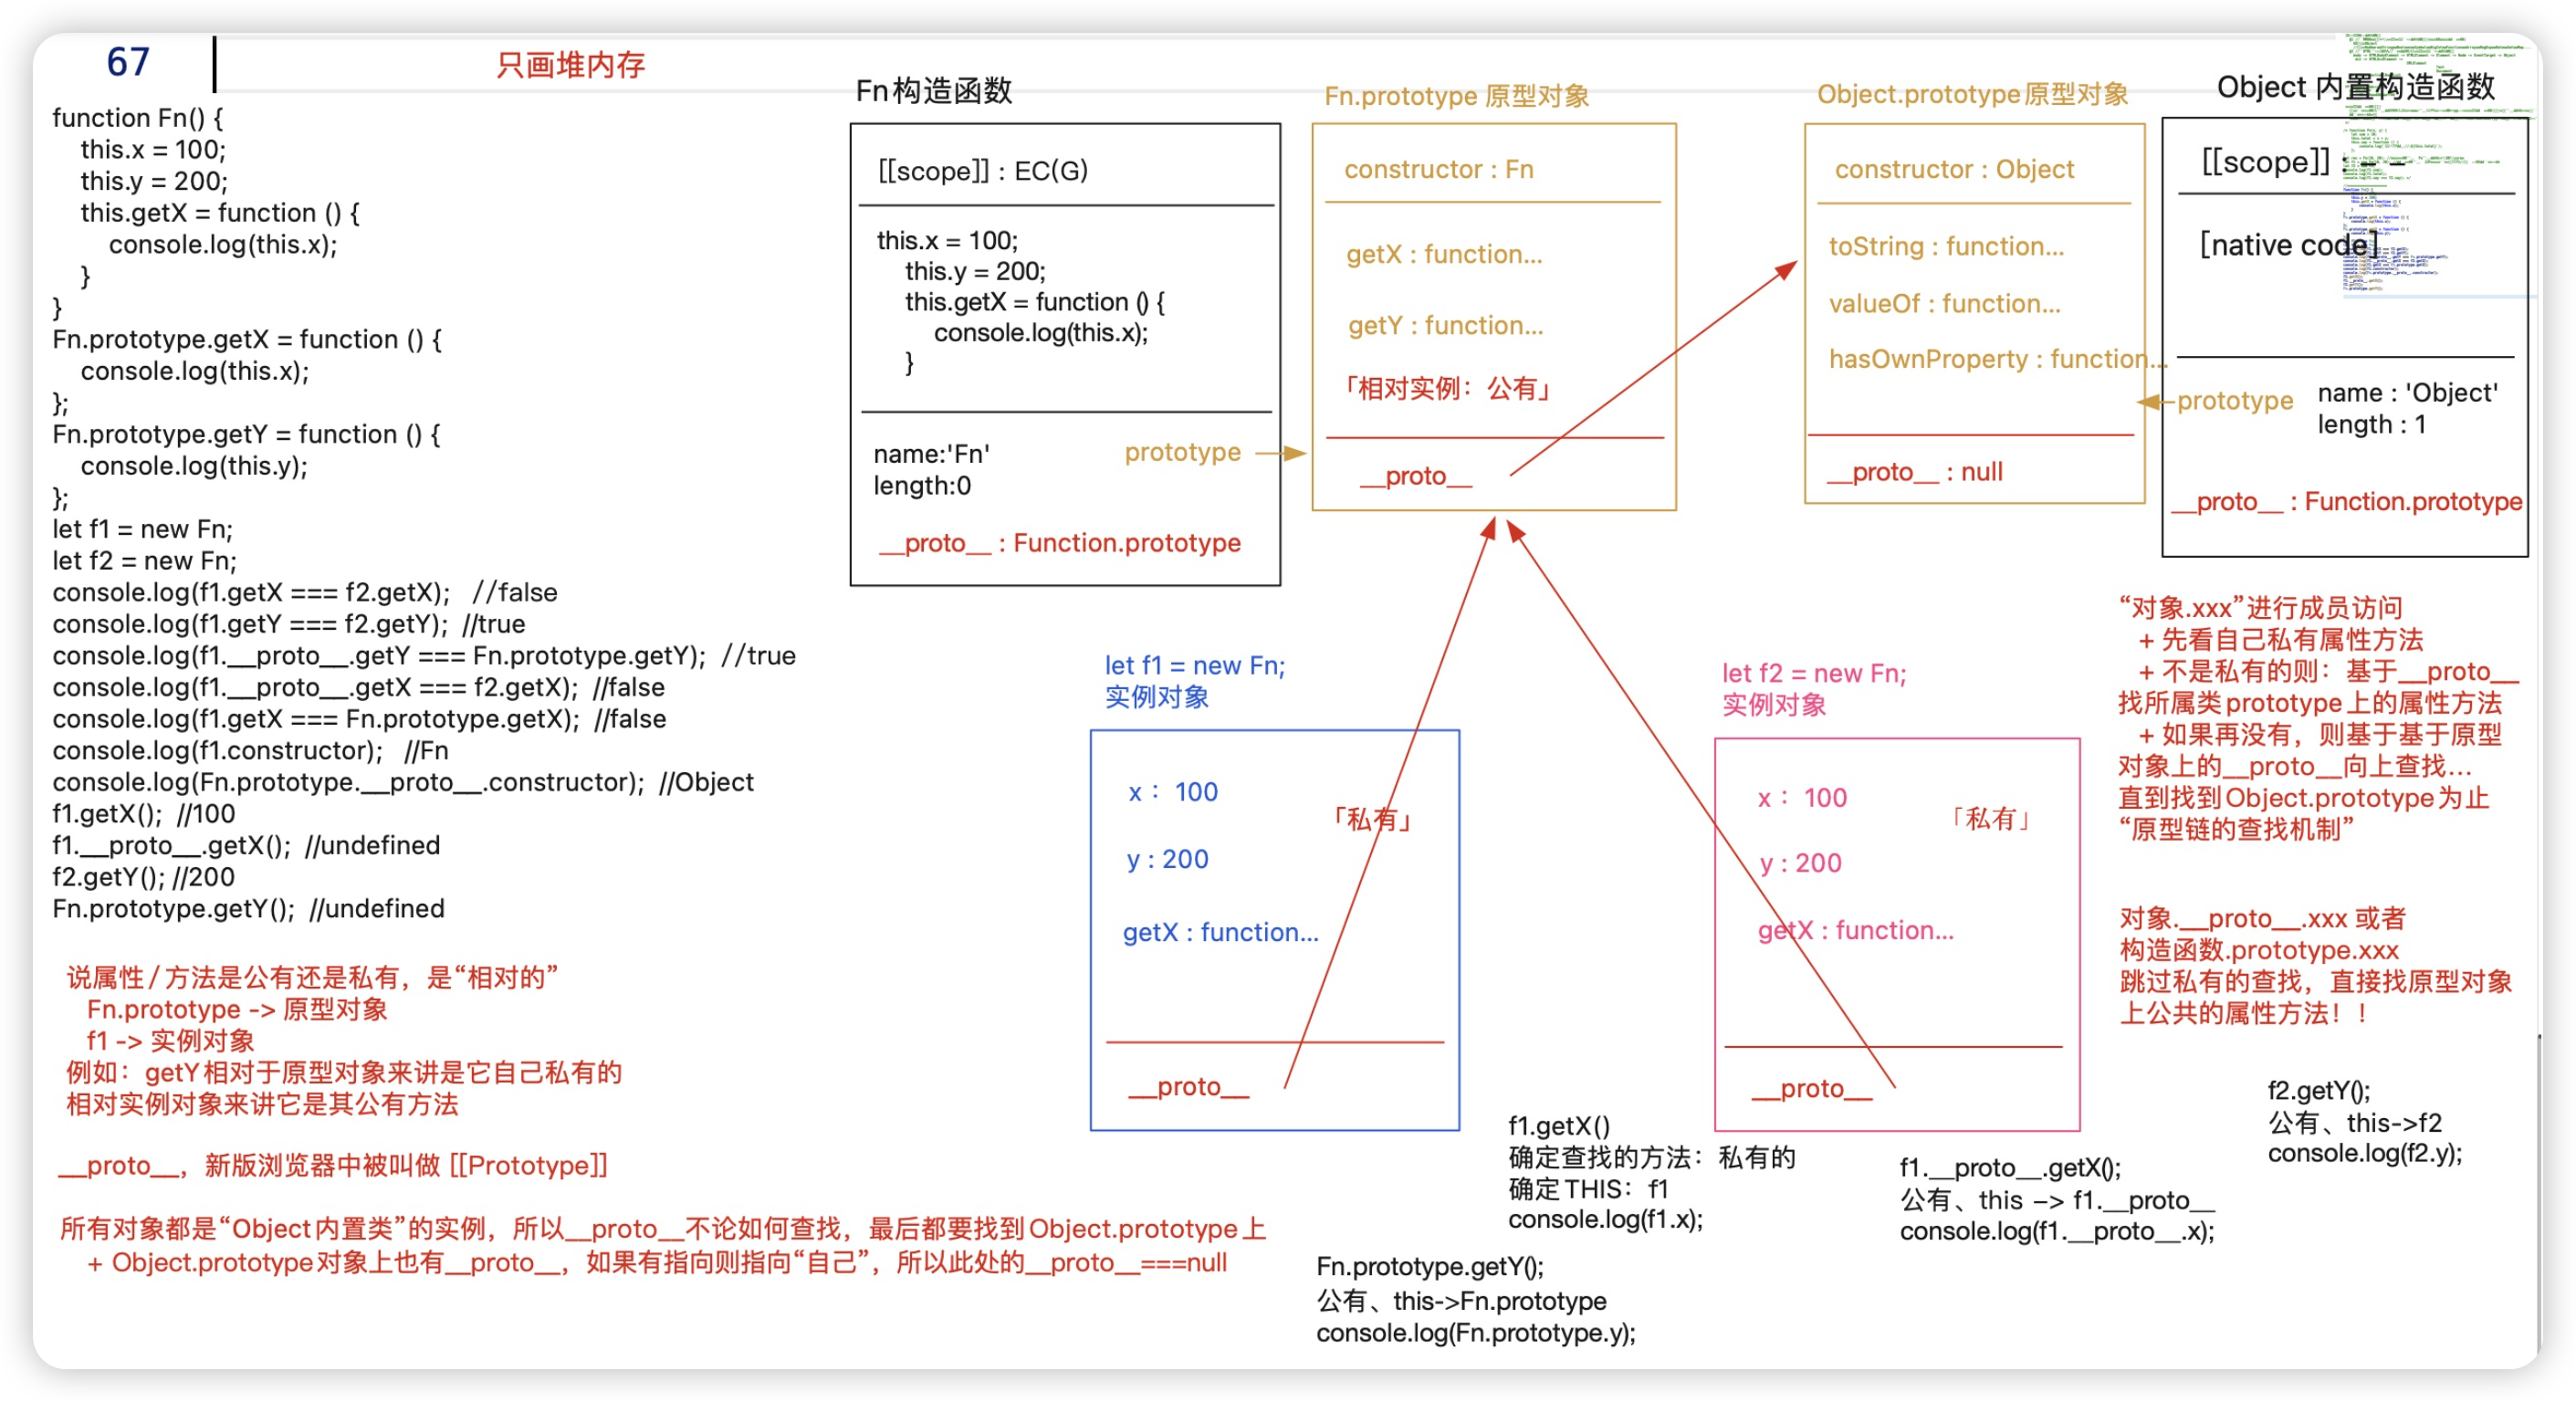 67
只画堆内存
function Fn() {
this.x = 100;
this.y = 200;
this.getX = function () {
console.log(this.x);
}
}
Fn.prototype.getX = function () {
console.log(this.x);
};
Fn.prototype.getY = function () {
console.log(this.y);
};
let f1 = new Fn;
let f2 = new Fn;
console.log(f1.getX === f2.getX); //false
console.log(f1.getY === f2.getY); //true
console.log(f1.__proto__.getY === Fn.prototype.getY); //true
console.log(f1.__proto__.getX === f2.getX); //false
console.log(f1.getX === Fn.prototype.getX); //false
console.log(f1.constructor); //Fn
console.log(Fn.prototype.__proto__.constructor); //Object
f1.getX(); //100
f1.__proto__.getX(); //undefined
f2.getY(); //200
Fn.prototype.getY(); //undefined
说属性/方法是公有还是私有，是“相对的”
Fn.prototype -> 原型对象
f1 -> 实例对象
例如：getY相对于原型对象来讲是它自己私有的
相对实例对象来讲它是其公有方法
__proto__，新版浏览器中被叫做 [[Prototype]]
所有对象都是“Object内置类”的实例，所以__proto__不论如何查找，最后都要找到Object.prototype上
+ Object.prototype对象上也有__proto__，如果有指向则指向“自己”，所以此处的__proto__===null
Fn构造函数
[[scope]] : EC(G)
this.x = 100;
this.y = 200;
this.getX = function () {
console.log(this.x);
}
name:'Fn'
length:0
prototype
__proto__ : Function.prototype
Fn.prototype 原型对象
constructor : Fn
getX : function...
getY : function...
「相对实例：公有」
__proto__
Object.prototype原型对象
constructor : Object
toString : function...
valueOf : function...
hasOwnProperty : function...
__proto__ : null
Object 内置构造函数
[[scope]] :
[native code]
prototype
name : 'Object'
length : 1
__proto__ : Function.prototype
let f1 = new Fn;
实例对象
x： 100
「私有」
y : 200
getX : function...
__proto__
let f2 = new Fn;
实例对象
x： 100
「私有」
y : 200
getX : function...
__proto__
“对象.xxx”进行成员访问
+ 先看自己私有属性方法
+ 不是私有的则：基于__proto__
找所属类prototype上的属性方法
+ 如果再没有，则基于基于原型
对象上的__proto__向上查找...
直到找到Object.prototype为止
“原型链的查找机制”
对象.__proto__.xxx 或者
构造函数.prototype.xxx
跳过私有的查找，直接找原型对象
上公共的属性方法！！
f1.getX()
确定查找的方法：私有的
确定THIS：f1
console.log(f1.x);
f1.__proto__.getX();
公有、this –> f1.__proto__
console.log(f1.__proto__.x);
f2.getY();
公有、this->f2
console.log(f2.y);
Fn.prototype.getY();
公有、this->Fn.prototype
console.log(Fn.prototype.y);